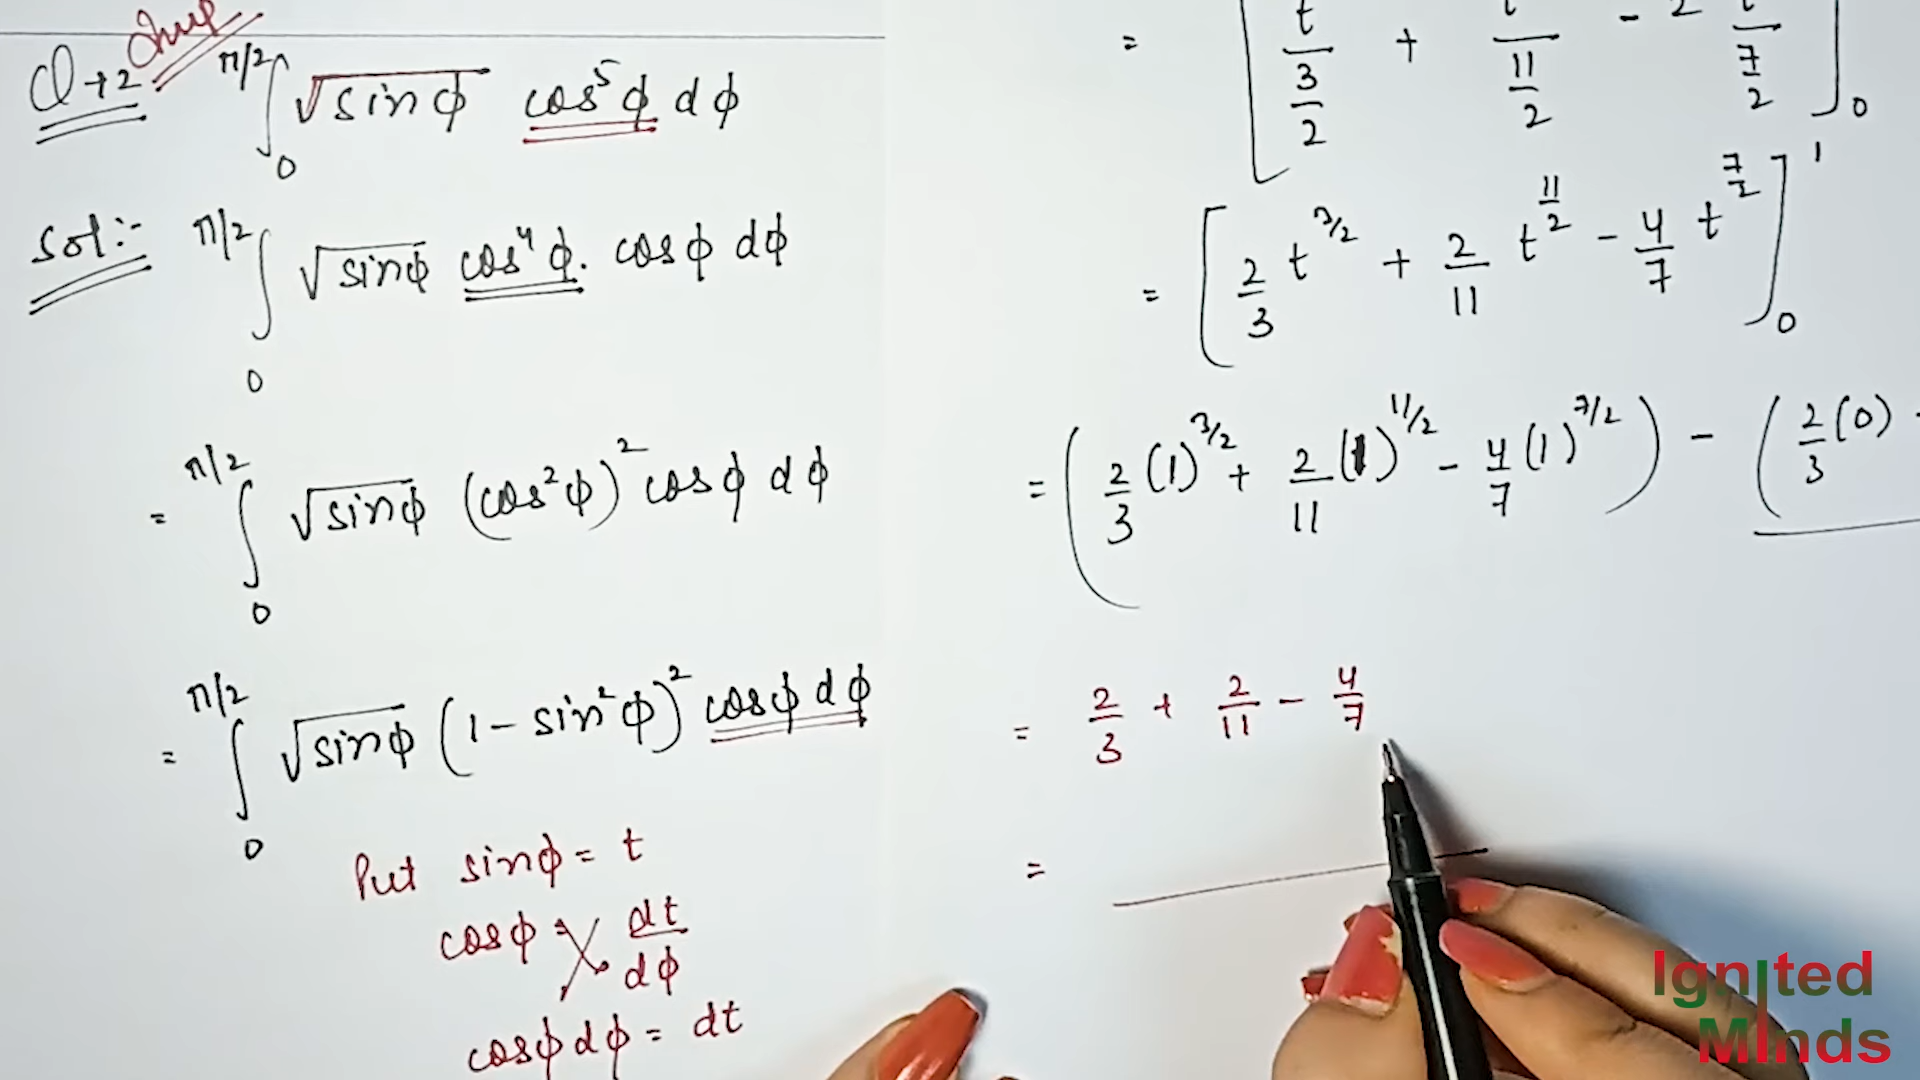 Q→2 Imp π/2∫0 √sinϕ cos⁵ϕ dϕ
Sol:- π/2∫0 √sinϕ cos⁴ϕ. cosϕ dϕ
= π/2∫0 √sinϕ (cos²ϕ)² cosϕ dϕ
= π/2∫0 √sinϕ (1 - sin²ϕ)² cosϕ dϕ
Put sinϕ = t
cosϕ = dt/dϕ
cosϕ dϕ = dt
= [t/(3/2) + t/(11/2) - 2 t/(7/2)]0
= [2/3 t^3/2 + 2/11 t^11/2 - 4/7 t^7/2]0 1
= (2/3 (1)^3/2 + 2/11 (1)^11/2 - 4/7 (1)^7/2) - (2/3 (0)
= 2/3 + 2/11 - 4/7
=
Ignited
Minds